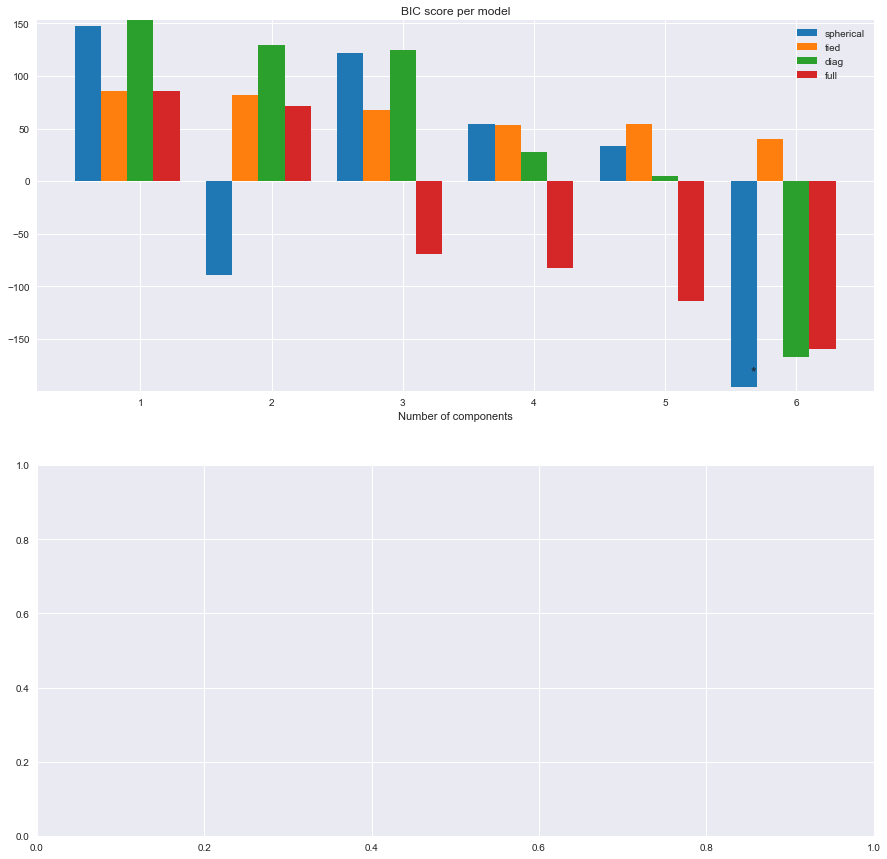 BIC score per model
150
100
50
0
−50
−100
−150
spherical
tied
diag
full
1 2 3 4 5 6
*
Number of components
1.0
0.8
0.6
0.4
0.2
0.0
0.0 0.2 0.4 0.6 0.8 1.0